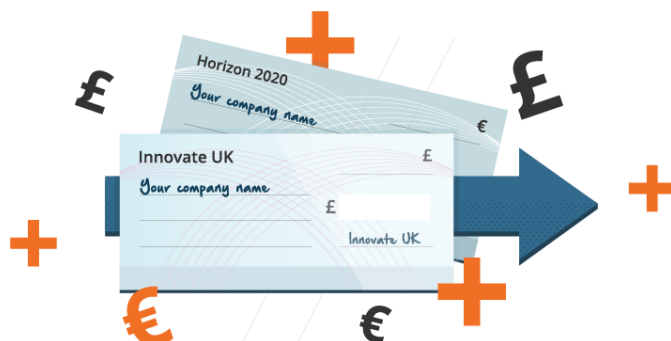 Horizon 2020
Your company name
€
Innovate UK
£
Your company name
£
Innovate UK
£
£
€
€